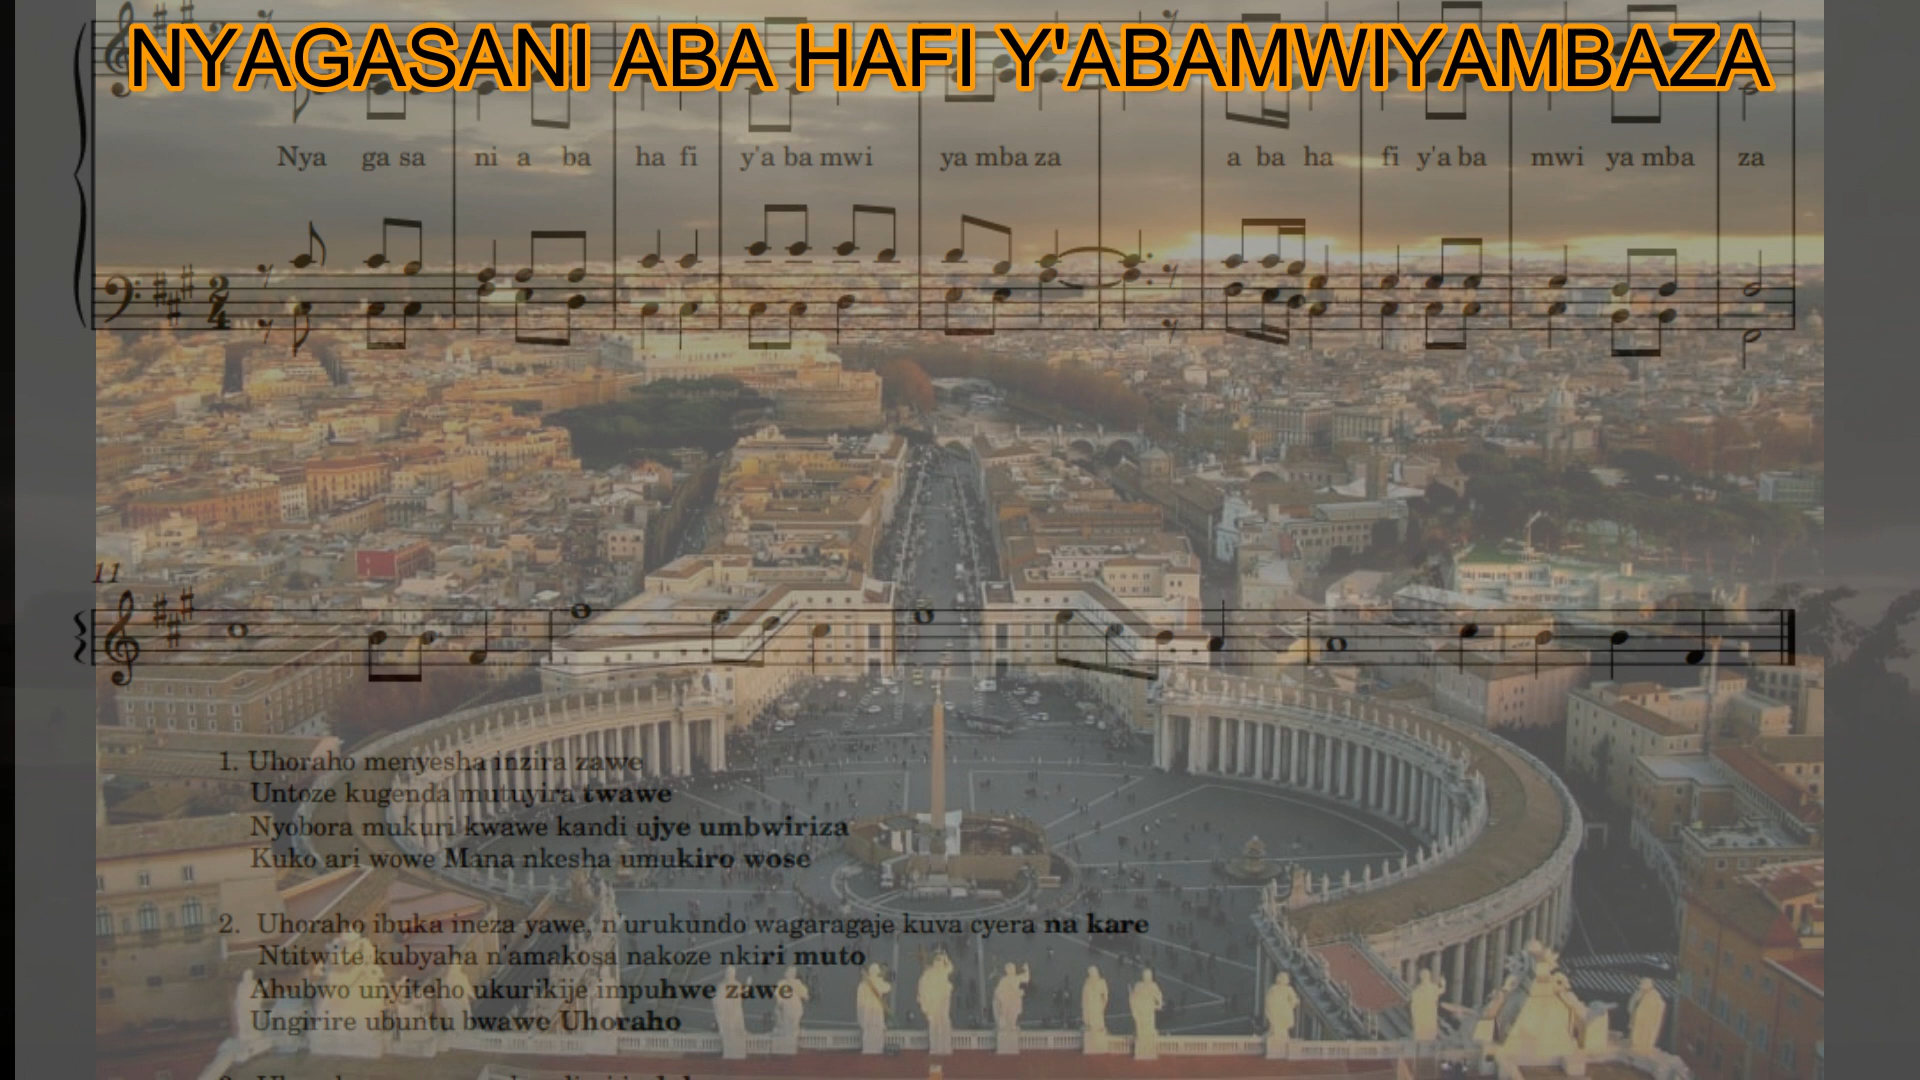 NYAGASANI ABA HAFI Y'ABAMWIYAMBAZA
Nya ga sa ni a ba ha fi y'a ba mwi ya mba za a ba ha fi y'a ba mwi ya mba za
11
1. Uhoraho menyesha inzira zawe
Untoze kugenda mutuyira twawe
Nyobora mukuri kwawe kandi ujye umbwiriza
Kuko ari wowe Mana nkesha umukiro wose
2. Uhoraho ibuka ineza yawe, n'urukundo wagaragaje kuva cyera na kare
Ntitwite kubyaha n'amakosa nakoze nkiri muto
Ahubwo unyiteho ukurikije impuhwe zawe
Ungirire ubuntu bwawe Uhoraho